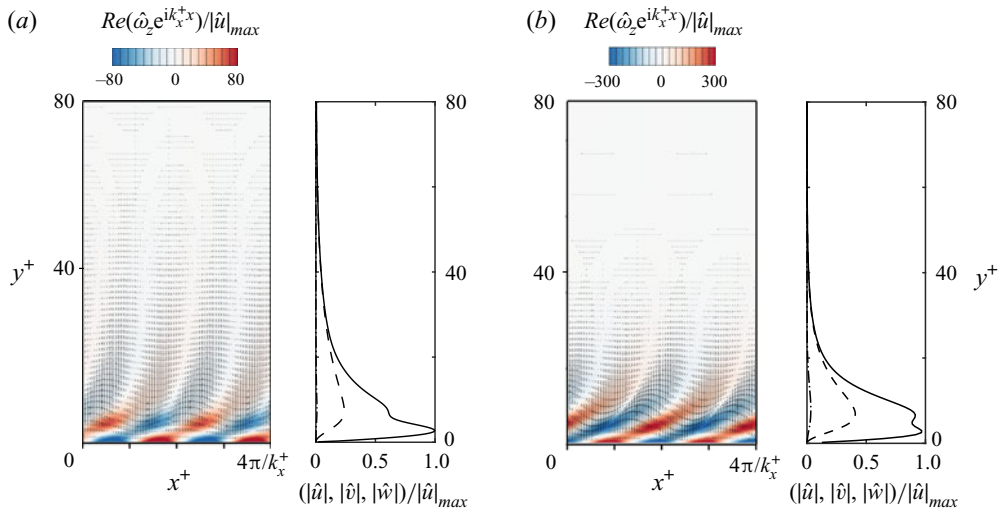 (a) Re(ω̂_z e^{ik_x^+x})/|û|_max
−80 0 80
80
40
y+
0
4π/k_x^+
x+
80
40
0
0 0.5 1.0
(|û|, |v̂|, |ŵ|)/|û|_max
(b) Re(ω̂_z e^{ik_x^+x})/|û|_max
−300 0 300
80
40
0
4π/k_x^+
x+
80
40
y+
0
0 0.5 1.0
(|û|, |v̂|, |ŵ|)/|û|_max